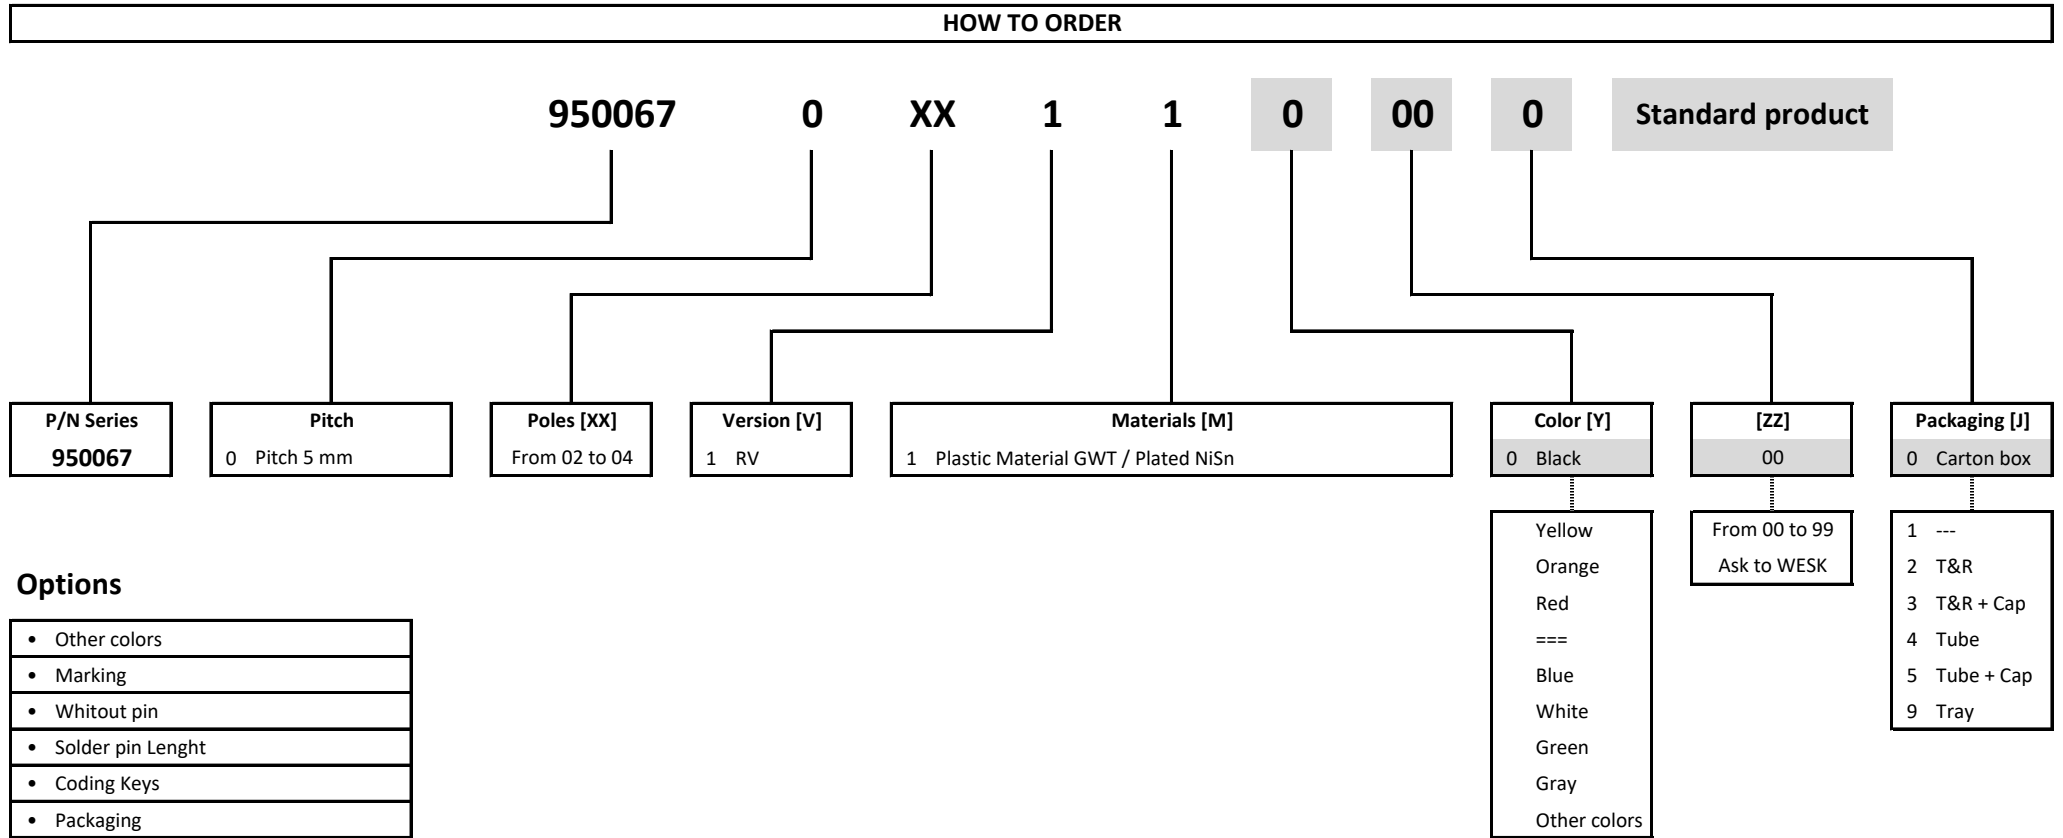 HOW TO ORDER
950067 0 XX 1 1 0 00 0 Standard product
P/N Series
950067
Pitch
0 Pitch 5 mm
Poles [XX]
From 02 to 04
Version [V]
1 RV
Materials [M]
1 Plastic Material GWT / Plated NiSn
Color [Y]
0 Black
Yellow
Orange
Red
===
Blue
White
Green
Gray
Other colors
[ZZ]
00
From 00 to 99
Ask to WESK
Packaging [J]
0 Carton box
1 ---
2 T&R
3 T&R + Cap
4 Tube
5 Tube + Cap
9 Tray
Options
• Other colors
• Marking
• Whitout pin
• Solder pin Lenght
• Coding Keys
• Packaging